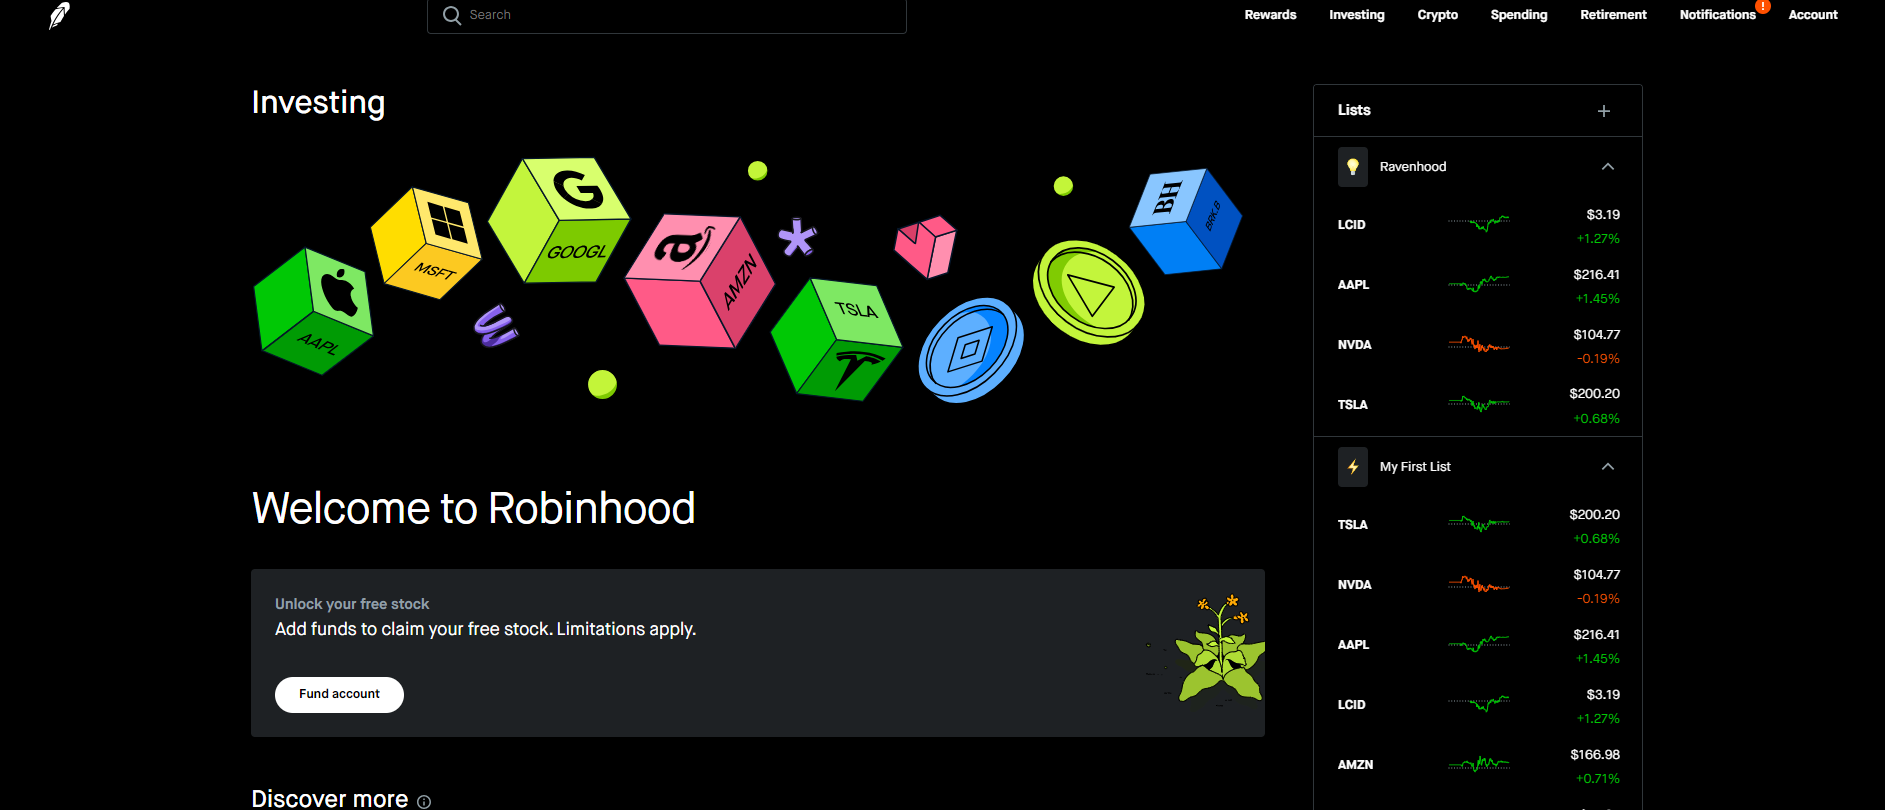 Search
Rewards
Investing
Crypto
Spending
Retirement
Notifications
!
Account
Investing
AAPL
MSFT
G
GOOGL
a
AMZN
TSLA
BH
BRK.B
Welcome to Robinhood
Unlock your free stock
Add funds to claim your free stock. Limitations apply.
Fund account
Discover more
Lists
Ravenhood
LCID
$3.19
+1.27%
AAPL
$216.41
+1.45%
NVDA
$104.77
-0.19%
TSLA
$200.20
+0.68%
My First List
TSLA
$200.20
+0.68%
NVDA
$104.77
-0.19%
AAPL
$216.41
+1.45%
LCID
$3.19
+1.27%
AMZN
$166.98
+0.71%